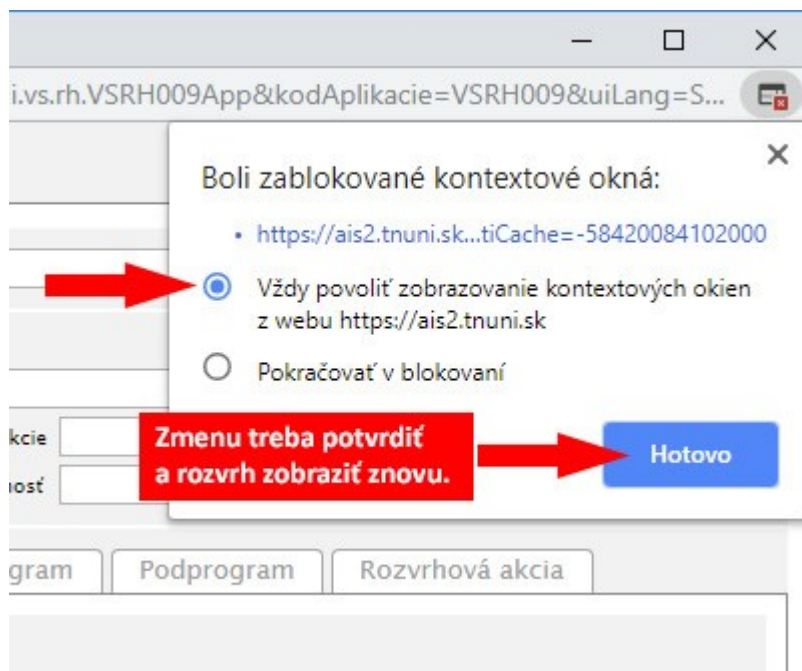 i.vs.rh.VSRH009App&kodAplikacie=VSRH009&uiLang=S...
Boli zablokované kontextové okná:
• https://ais2.tnuni.sk...tiCache=-58420084102000
Vždy povoliť zobrazovanie kontextových okien
z webu https://ais2.tnuni.sk
Pokračovať v blokovaní
kcie
Zmenu treba potvrdiť
a rozvrh zobraziť znovu.
Hotovo
nosť
gram
Podprogram
Rozvrhová akcia